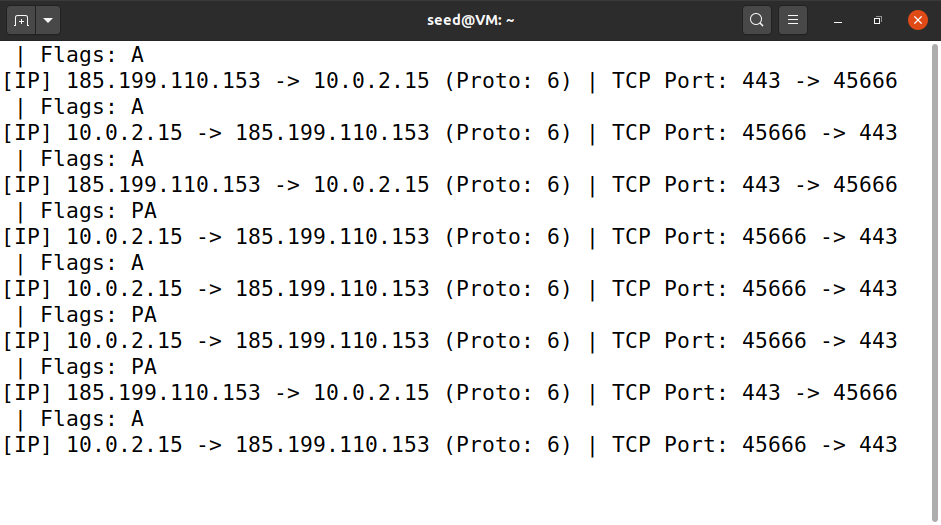 seed@VM: ~
| Flags: A
[IP] 185.199.110.153 -> 10.0.2.15 (Proto: 6) | TCP Port: 443 -> 45666
| Flags: A
[IP] 10.0.2.15 -> 185.199.110.153 (Proto: 6) | TCP Port: 45666 -> 443
| Flags: A
[IP] 185.199.110.153 -> 10.0.2.15 (Proto: 6) | TCP Port: 443 -> 45666
| Flags: PA
[IP] 10.0.2.15 -> 185.199.110.153 (Proto: 6) | TCP Port: 45666 -> 443
| Flags: A
[IP] 10.0.2.15 -> 185.199.110.153 (Proto: 6) | TCP Port: 45666 -> 443
| Flags: PA
[IP] 10.0.2.15 -> 185.199.110.153 (Proto: 6) | TCP Port: 45666 -> 443
| Flags: PA
[IP] 185.199.110.153 -> 10.0.2.15 (Proto: 6) | TCP Port: 443 -> 45666
| Flags: A
[IP] 10.0.2.15 -> 185.199.110.153 (Proto: 6) | TCP Port: 45666 -> 443